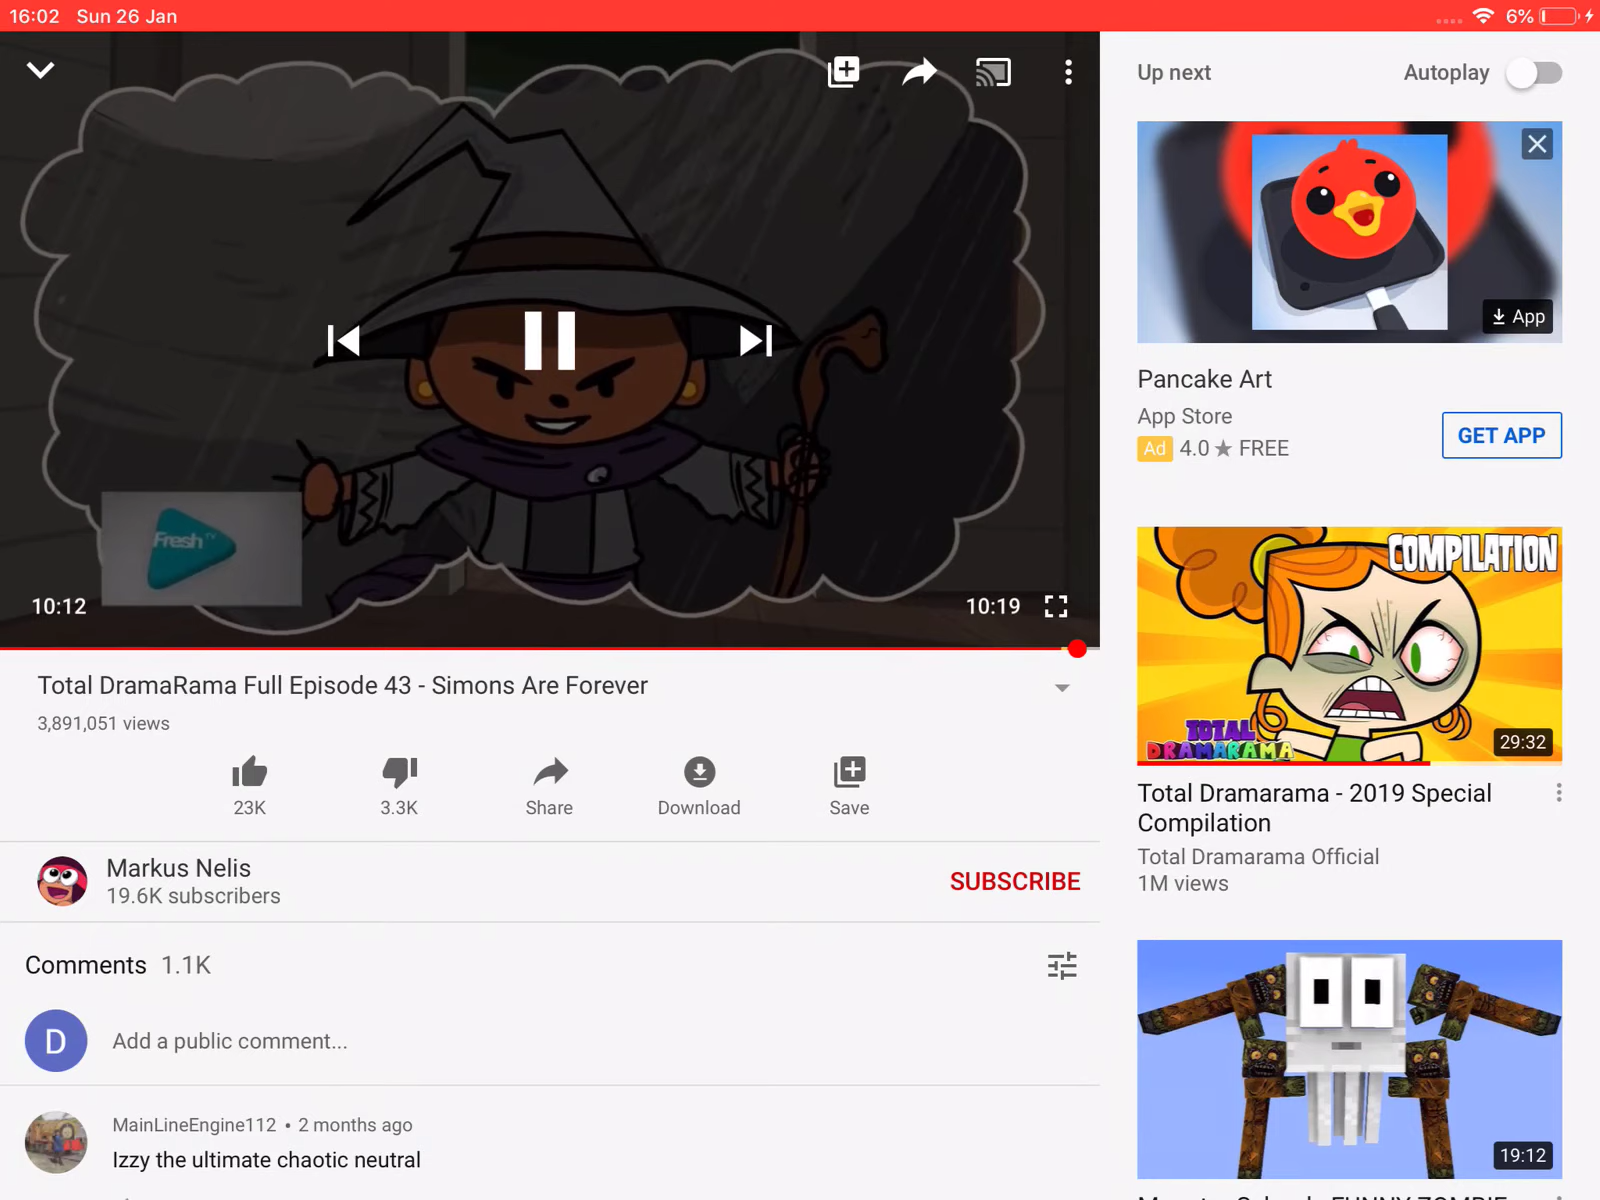 16:02 Sun 26 Jan
6%
Fresh TV
10:12
10:19
Total DramaRama Full Episode 43 - Simons Are Forever
3,891,051 views
23K
3.3K
Share
Download
Save
Markus Nelis
19.6K subscribers
SUBSCRIBE
Comments 1.1K
D
Add a public comment...
MainLineEngine112 • 2 months ago
Izzy the ultimate chaotic neutral
Up next
Autoplay
App
Pancake Art
App Store
Ad 4.0 ★ FREE
GET APP
COMPILATION
TOTAL
DRAMARAMA
29:32
Total Dramarama - 2019 Special
Compilation
Total Dramarama Official
1M views
19:12